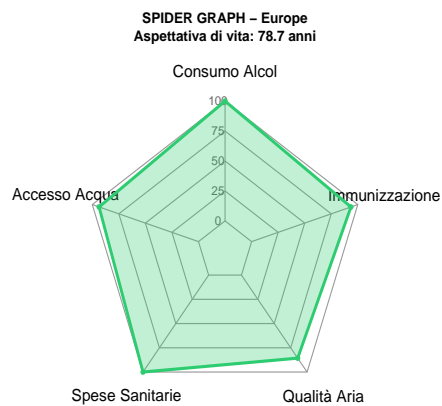 SPIDER GRAPH – Europe
Aspettativa di vita: 78.7 anni
Consumo Alcol
100
75
50
25
0
Accesso Acqua
Immunizzazione
Spese Sanitarie
Qualità Aria